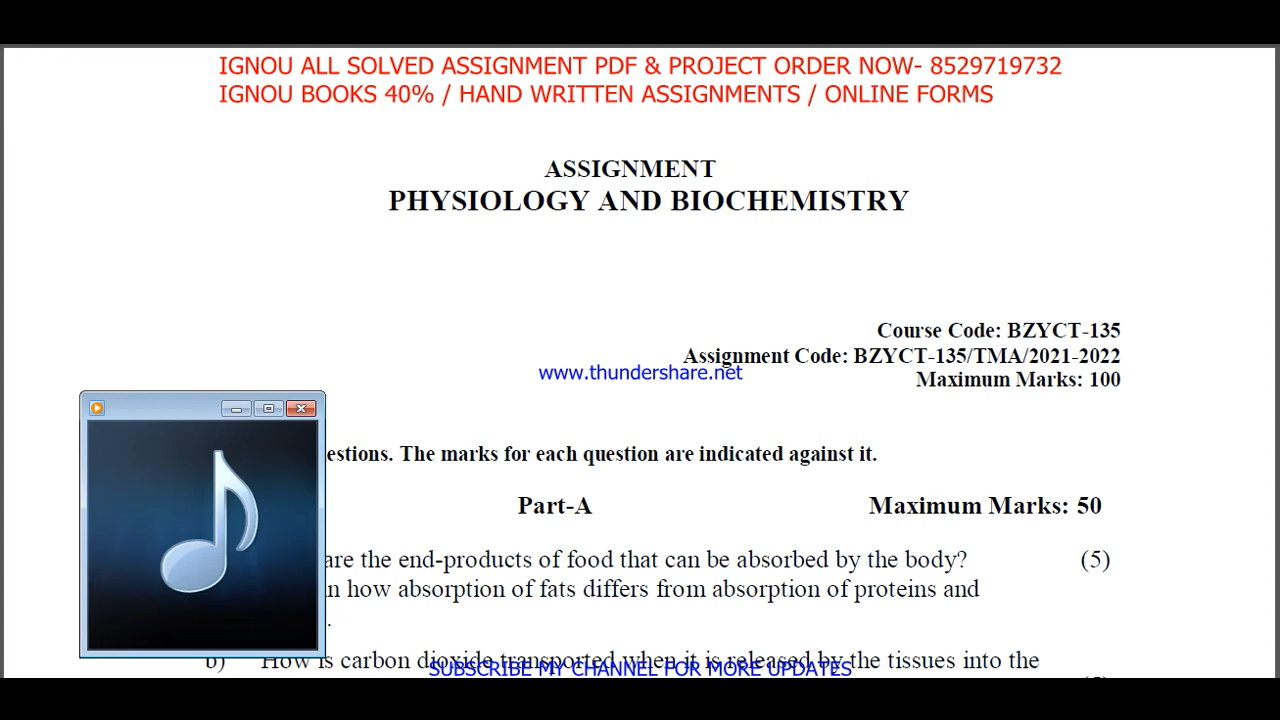 IGNOU ALL SOLVED ASSIGNMENT PDF & PROJECT ORDER NOW- 8529719732
IGNOU BOOKS 40% / HAND WRITTEN ASSIGNMENTS / ONLINE FORMS
ASSIGNMENT
PHYSIOLOGY AND BIOCHEMISTRY
Course Code: BZYCT-135
Assignment Code: BZYCT-135/TMA/2021-2022
www.thundershare.net
Maximum Marks: 100
estions. The marks for each question are indicated against it.
Part-A Maximum Marks: 50
are the end-products of food that can be absorbed by the body? (5)
n how absorption of fats differs from absorption of proteins and
.
b) How is carbon dioxide transported when it is released by the tissues into the
SUBSCRIBE MY CHANNEL FOR MORE UPDATES